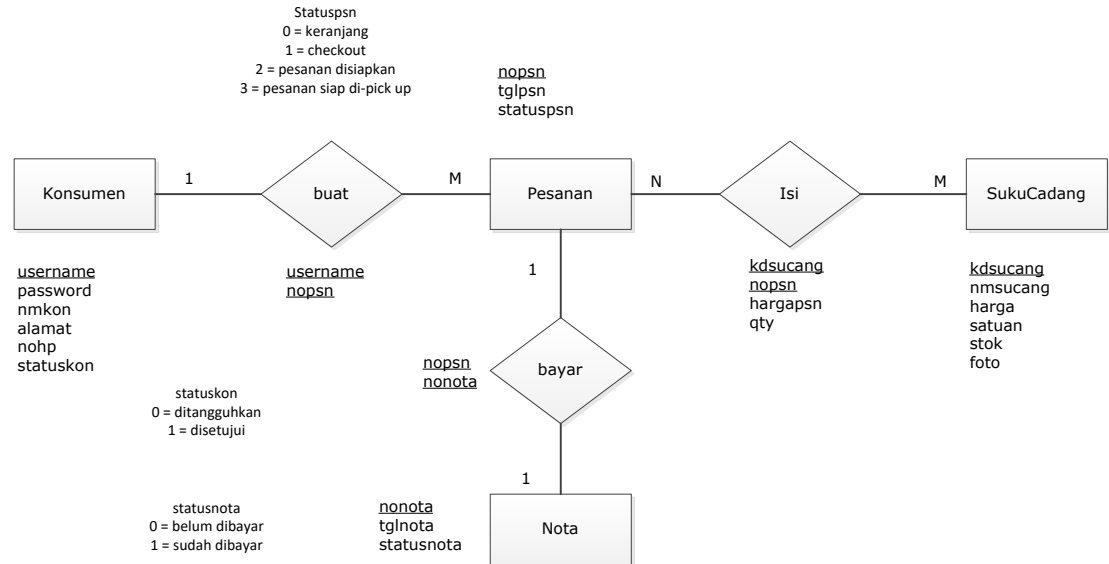 Statuspsn
0 = keranjang
1 = checkout
2 = pesanan disiapkan
3 = pesanan siap di-pick up
nopsn
tglpsn
statuspsn
Konsumen
1
buat
M
Pesanan
N
Isi
M
SukuCadang
username
password
nmkon
alamat
nohp
statuskon
username
nopsn
1
kdsucang
nopsn
hargapsn
qty
kdsucang
nmsucang
harga
satuan
stok
foto
nopsn
nonota
bayar
statuskon
0 = ditangguhkan
1 = disetujui
1
statusnota
0 = belum dibayar
1 = sudah dibayar
nonota
tglnota
statusnota
Nota